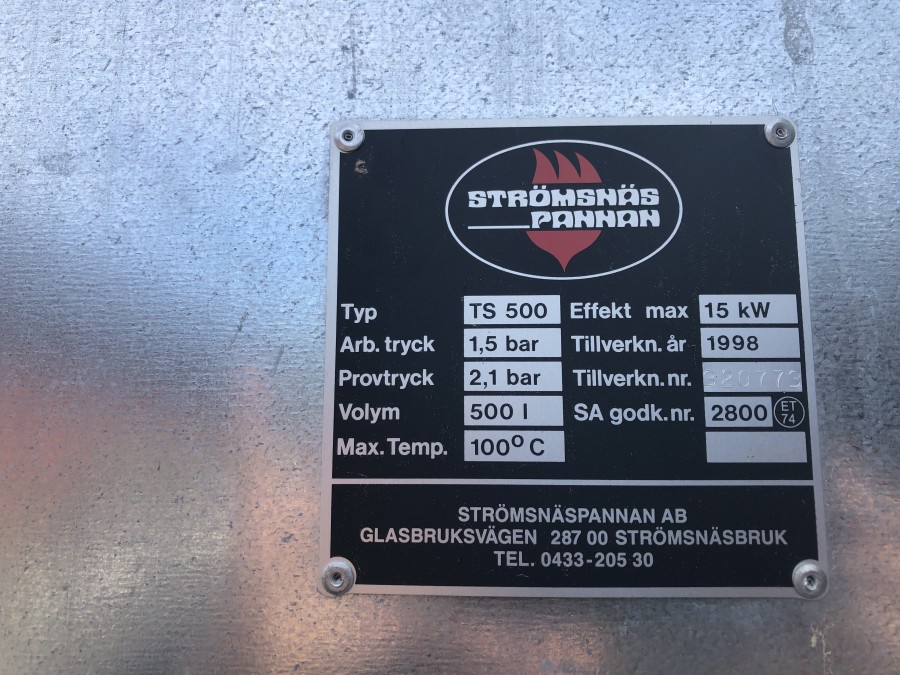 STRÖMSNÄS
PANNAN
Typ TS 500 Effekt max 15 kW
Arb. tryck 1,5 bar Tillverkn. år 1998
Provtryck 2,1 bar Tillverkn.nr.
Volym 500 l SA godk.nr. 2800 ET 74
Max. Temp. 100° C
STRÖMSNÄSPANNAN AB
GLASBRUKSVÄGEN 287 00 STRÖMSNÄSBRUK
TEL. 0433-205 30